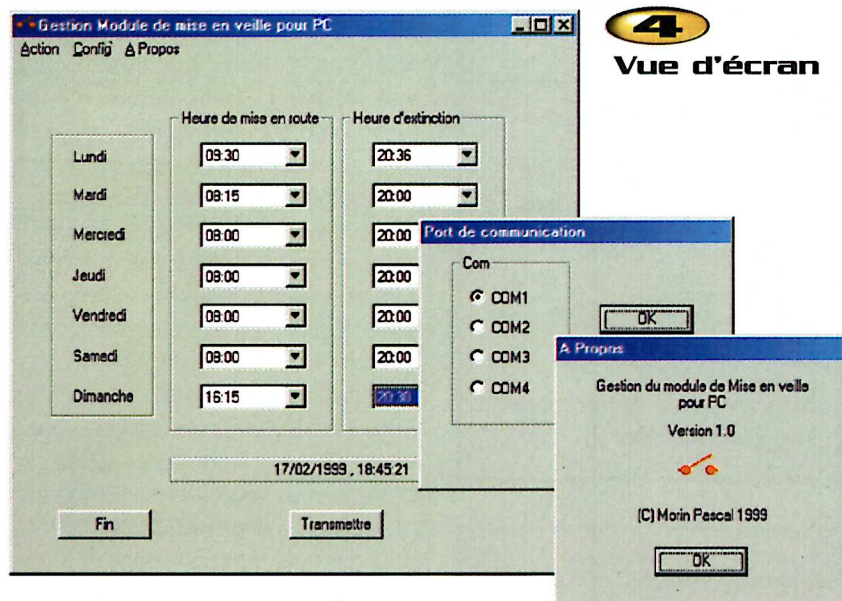 Gestion Module de mise en veille pour PC
Action Config A Propos
4
Vue d'écran
Heure de mise en route
Heure d'extinction
Lundi 09:30 20:36
Mardi 08:15 20:00
Mercredi 08:00 20:00
Jeudi 08:00 20:00
Vendredi 08:00 20:00
Samedi 08:00 20:00
Dimanche 16:15 20:30
17/02/1999 , 18:45:21
Fin
Transmettre
Port de communication
Com
COM1
COM2
COM3
COM4
OK
A Propos
Gestion du module de Mise en veille
pour PC
Version 1.0
(C) Morin Pascal 1999
OK